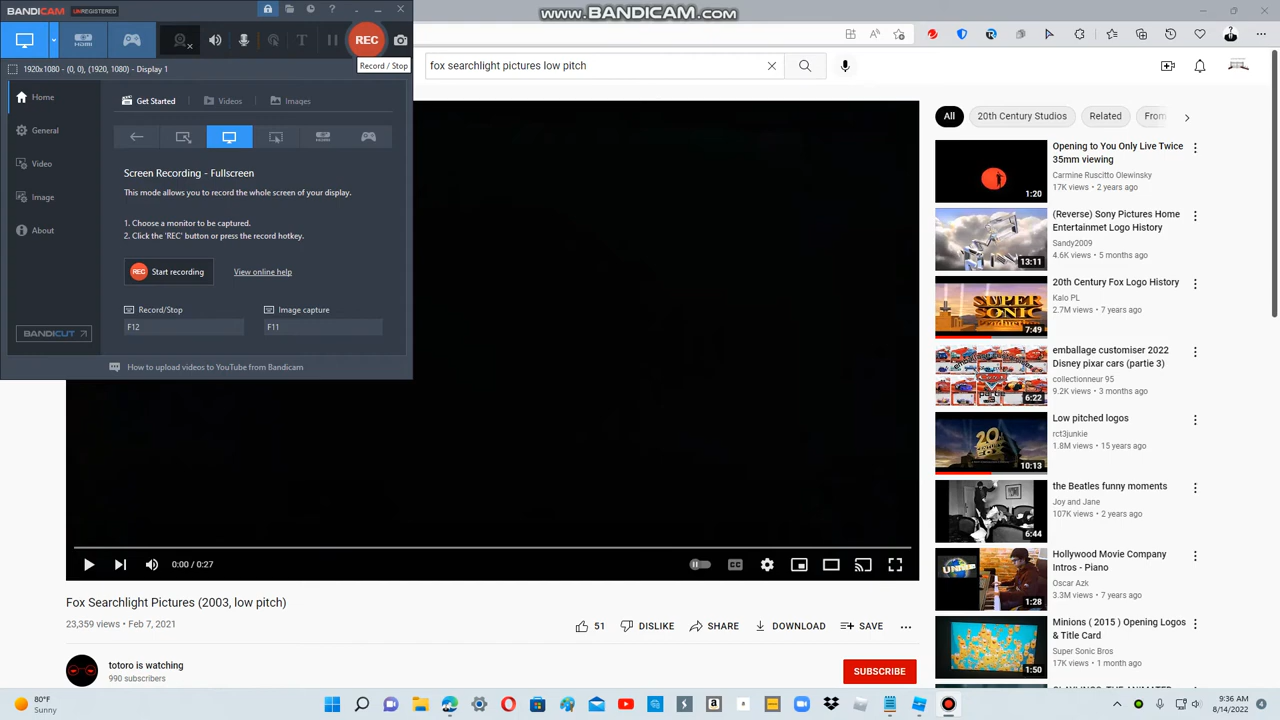 BANDICAM UNREGISTERED
www.BANDICAM.com
HDMI
REC
Record / Stop
1920x1080 - (0, 0), (1920, 1080) - Display 1
fox searchlight pictures low pitch
Home
General
Video
Image
About
BANDICUT
Get Started
Videos
Images
Screen Recording - Fullscreen
This mode allows you to record the whole screen of your display.
1. Choose a monitor to be captured.
2. Click the 'REC' button or press the record hotkey.
REC Start recording
View online help
Record/Stop
Image capture
F12
F11
How to upload videos to YouTube from Bandicam
0:00 / 0:27
CC
Fox Searchlight Pictures (2003, low pitch)
23,359 views • Feb 7, 2021
51
DISLIKE
SHARE
DOWNLOAD
SAVE
totoro is watching
990 subscribers
SUBSCRIBE
All
20th Century Studios
Related
From
Opening to You Only Live Twice
35mm viewing
Carmine Ruscitto Olewinsky
17K views • 2 years ago
1:20
(Reverse) Sony Pictures Home
Entertainmet Logo History
Sandy2009
4.6K views • 5 months ago
13:11
20th Century Fox Logo History
Kaio PL
2.7M views • 7 years ago
SUPER
SONIC
7:49
emballage customiser 2022
Disney pixar cars (partie 3)
collectionneur 95
9.2K views • 3 months ago
6:22
Low pitched logos
rct3junkie
1.8M views • 15 years ago
10:13
the Beatles funny moments
Joy and Jane
107K views • 2 years ago
6:44
Hollywood Movie Company
Intros - Piano
Oscar Azk
3.3M views • 7 years ago
1:28
Minions ( 2015 ) Opening Logos
& Title Card
Super Sonic Bros
17K views • 1 month ago
1:50
80°F
Sunny
9:36 AM
8/14/2022